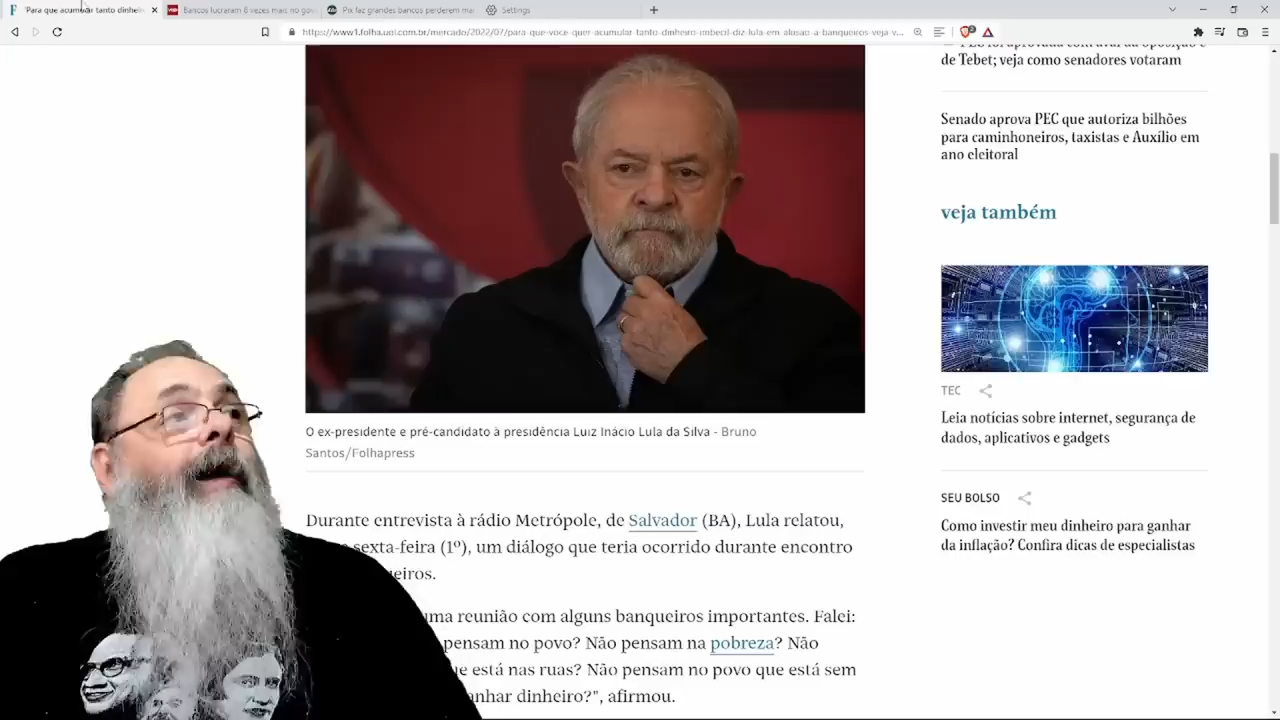 'Para que acumular tanto dinheir
Bancos lucraram 8 vezes mais no gov
Pix faz grandes bancos perderem ma
Settings
https://www1.folha.uol.com.br/mercado/2022/07/para-que-voce-quer-acumular-tanto-dinheiro-imbecil-diz-lula-em-alusao-a-banqueiros-veja-v...
O ex-presidente e pré-candidato à presidência Luiz Inácio Lula da Silva - Bruno
Santos/Folhapress
Durante entrevista à rádio Metrópole, de Salvador (BA), Lula relatou,
sexta-feira (1º), um diálogo que teria ocorrido durante encontro
eiros.
uma reunião com alguns banqueiros importantes. Falei:
pensam no povo? Não pensam na pobreza? Não
ue está nas ruas? Não pensam no povo que está sem
anhar dinheiro?", afirmou.
PEC foi aprovada com aval da oposição e
de Tebet; veja como senadores votaram
Senado aprova PEC que autoriza bilhões
para caminhoneiros, taxistas e Auxílio em
ano eleitoral
veja também
TEC
Leia notícias sobre internet, segurança de
dados, aplicativos e gadgets
SEU BOLSO
Como investir meu dinheiro para ganhar
da inflação? Confira dicas de especialistas